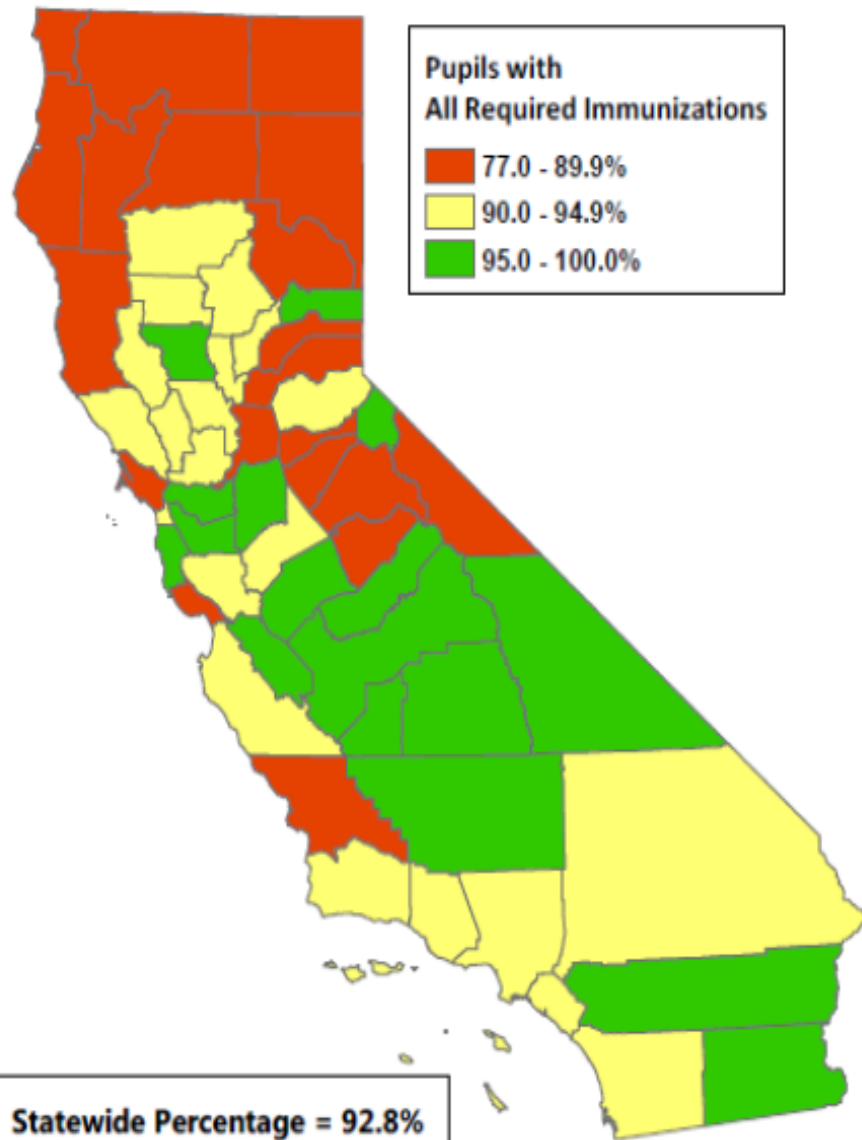 Pupils with
All Required Immunizations
77.0 - 89.9%
90.0 - 94.9%
95.0 - 100.0%
Statewide Percentage = 92.8%